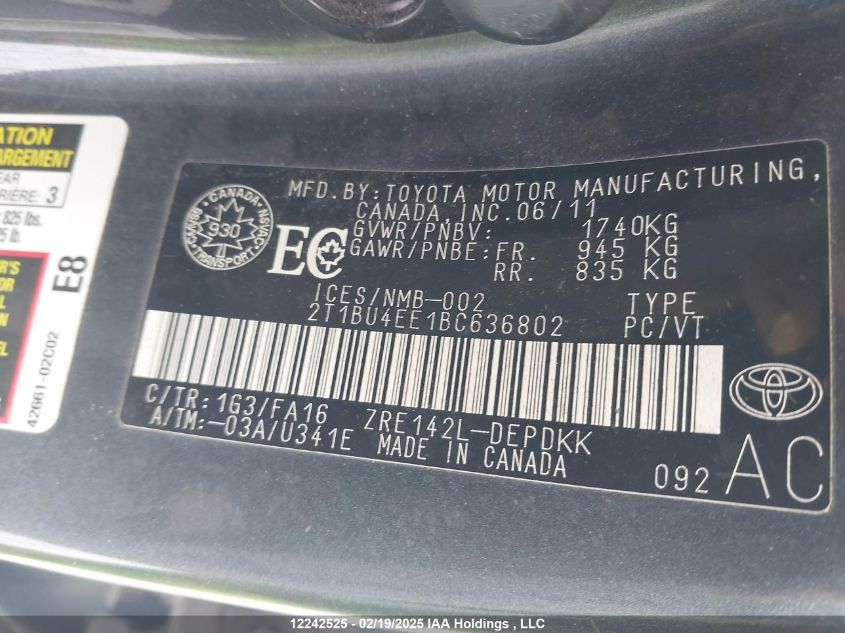 ATION
ARGEMENT
EAR
RRIÈRE: 3
825 lbs.
5 lb.
E8
42661-02C02
CANADA
930
TRANSPORT
EC
MFD.BY:TOYOTA MOTOR MANUFACTURING,
CANADA,INC.06/11
GVWR/PNBV: 1740KG
GAWR/PNBE:FR. 945 KG
RR. 835 KG
ICES/NMB-002
2T1BU4EE1BC636802
TYPE
PC/VT
C/TR:1G3/FA16 ZRE142L-DEPDKK
A/TM:-03A/U341E MADE IN CANADA
092 AC
12242525 - 02/19/2025 IAA Holdings , LLC